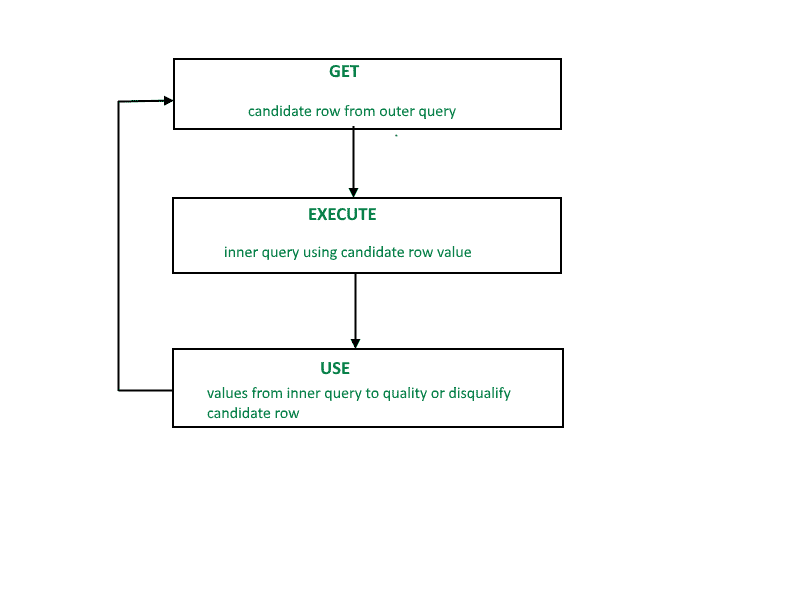 GET
candidate row from outer query
EXECUTE
inner query using candidate row value
USE
values from inner query to quality or disqualify
candidate row